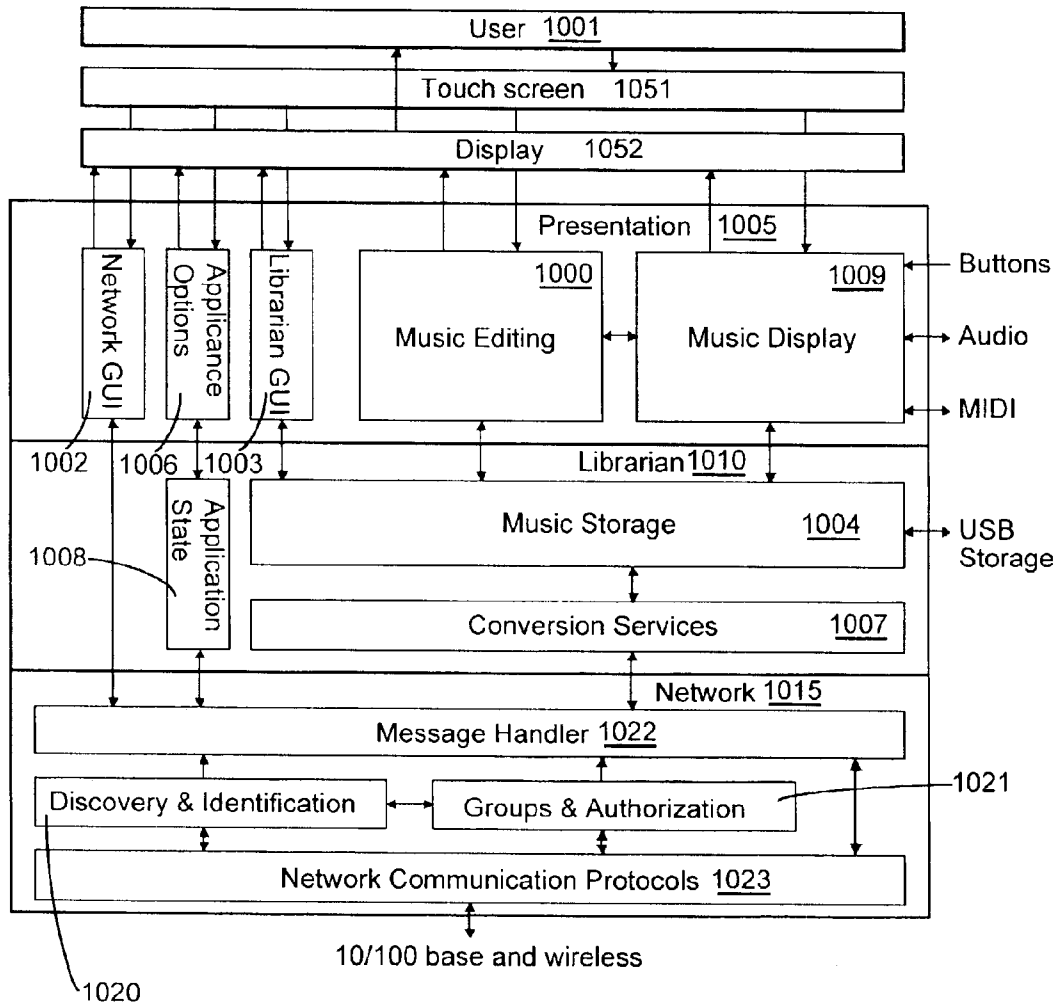 User 1001
Touch screen 1051
Display 1052
Presentation 1005
Network GUI
Applicance
Options
Librarian GUI
1000
Music Editing
1009
Music Display
Buttons
Audio
MIDI
1002
1006
1003
Librarian 1010
Application
State
1008
Music Storage 1004
USB
Storage
Conversion Services 1007
Network 1015
Message Handler 1022
Discovery & Identification
Groups & Authorization
1021
Network Communication Protocols 1023
10/100 base and wireless
1020